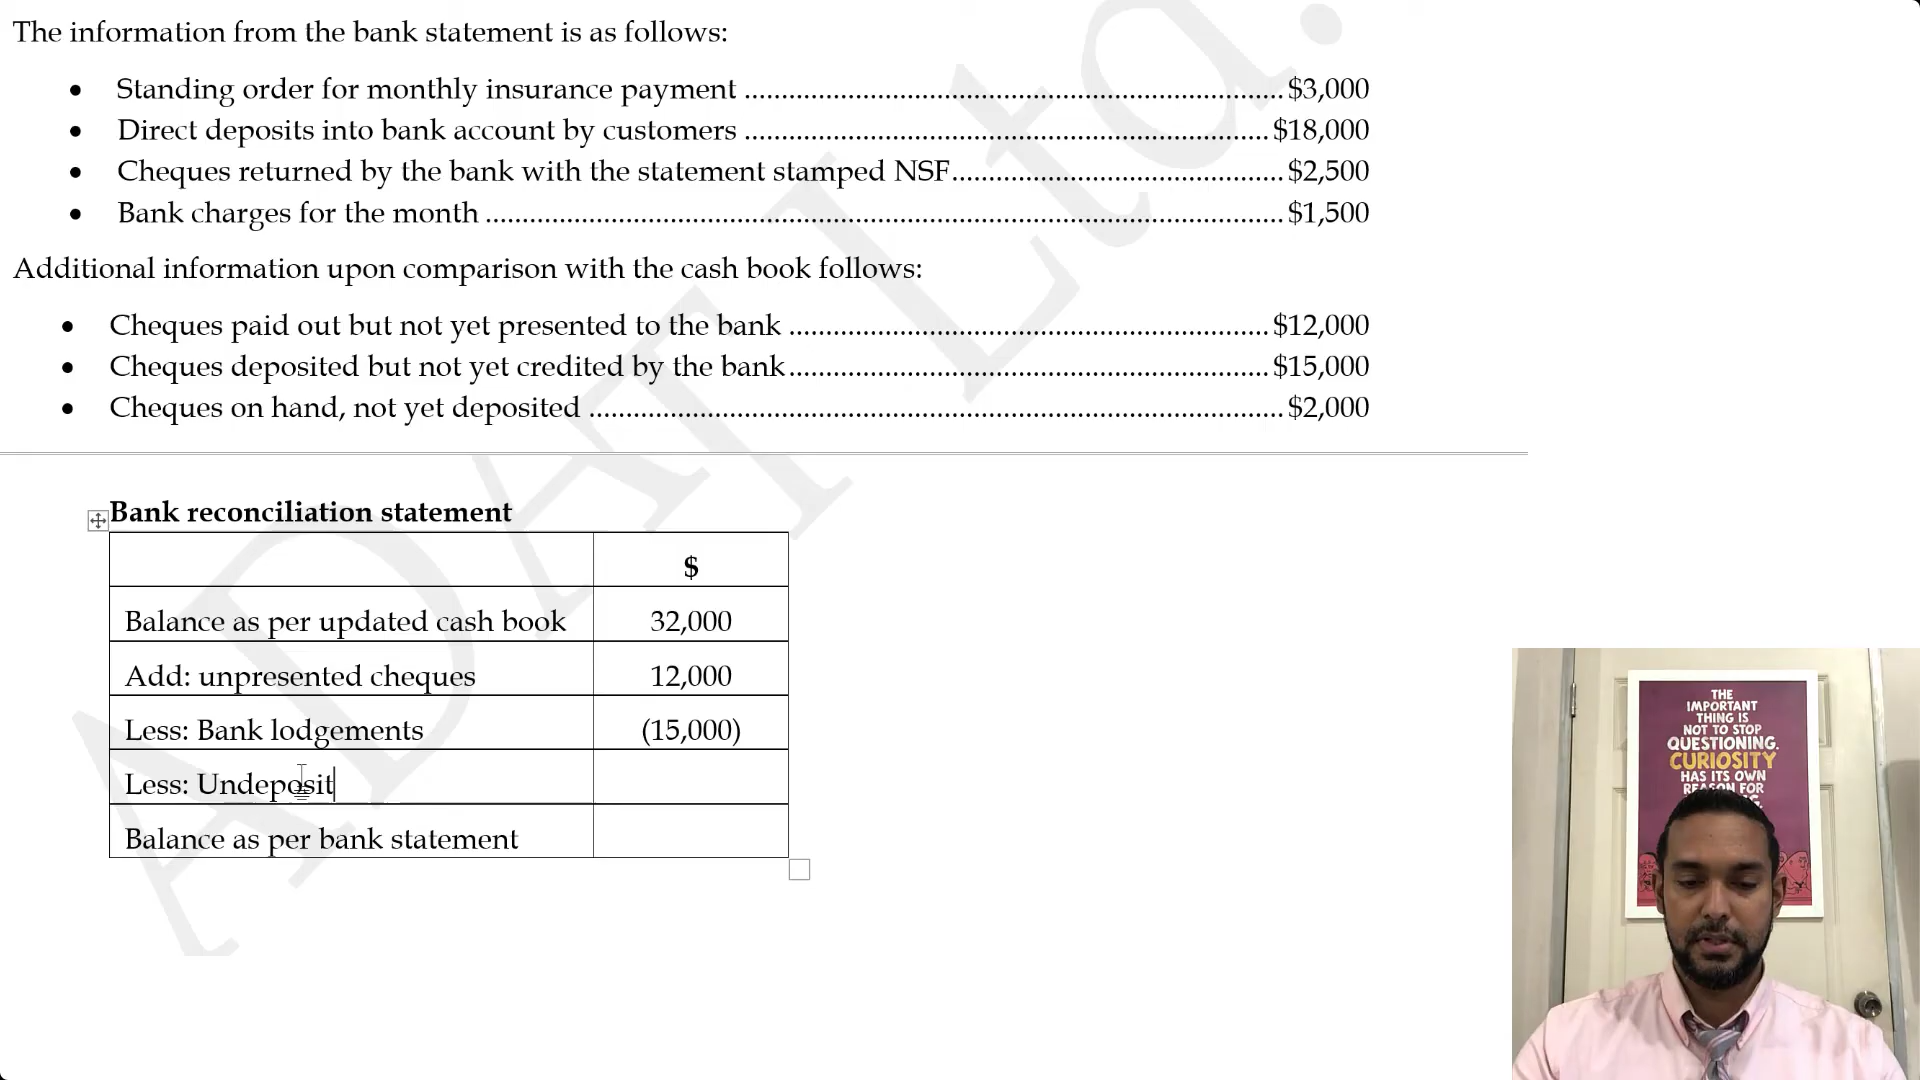 The information from the bank statement is as follows:
• Standing order for monthly insurance payment ........................................................................ $3,000
• Direct deposits into bank account by customers ...................................................................... $18,000
• Cheques returned by the bank with the statement stamped NSF............................................ $2,500
• Bank charges for the month ........................................................................................................... $1,500
Additional information upon comparison with the cash book follows:
• Cheques paid out but not yet presented to the bank ................................................................ $12,000
• Cheques deposited but not yet credited by the bank................................................................ $15,000
• Cheques on hand, not yet deposited ............................................................................................. $2,000
Bank reconciliation statement
$
Balance as per updated cash book 32,000
Add: unpresented cheques 12,000
Less: Bank lodgements (15,000)
Less: Undeposit
Balance as per bank statement
ADAT Ltd.
THE
IMPORTANT
THING IS
NOT TO STOP
QUESTIONING.
CURIOSITY
HAS ITS OWN
REASON FOR